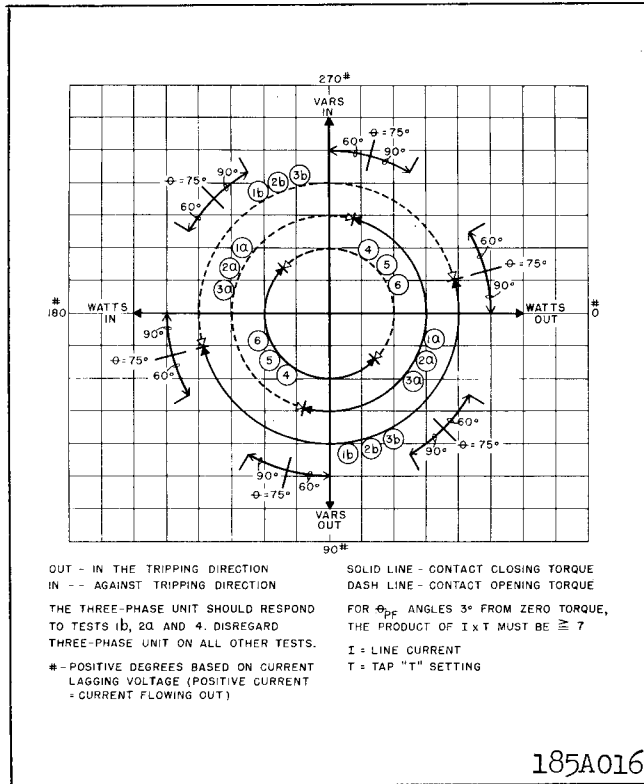 270#
VARS
IN
60° θ=75°
90°
θ=75° 90°
60°
1b 2b 3b
1a
2a
3a
4
5
6
60°
θ=75°
90°
#
180
WATTS
IN
WATTS
OUT
#
0
90°
θ=75°
60°
6
5
4
1a
2a
3a
1b 2b 3b
60°
θ=75°
90°
90° 60°
θ=75°
VARS
OUT
90#
OUT - IN THE TRIPPING DIRECTION
IN -- AGAINST TRIPPING DIRECTION
THE THREE-PHASE UNIT SHOULD RESPOND
TO TESTS 1b, 2a AND 4. DISREGARD
THREE-PHASE UNIT ON ALL OTHER TESTS.
#-POSITIVE DEGREES BASED ON CURRENT
LAGGING VOLTAGE (POSITIVE CURRENT
= CURRENT FLOWING OUT)
SOLID LINE - CONTACT CLOSING TORQUE
DASH LINE - CONTACT OPENING TORQUE
FOR θPF ANGLES 3° FROM ZERO TORQUE,
THE PRODUCT OF I x T MUST BE ≧ 7
I = LINE CURRENT
T = TAP "T" SETTING
185A016